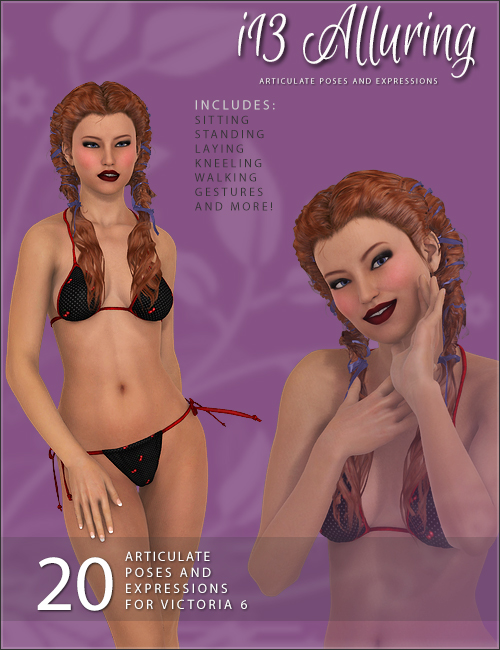 i13 Alluring
ARTICULATE POSES AND EXPRESSIONS
INCLUDES:
SITTING
STANDING
LAYING
KNEELING
WALKING
GESTURES
AND MORE!
20
ARTICULATE
POSES AND
EXPRESSIONS
FOR VICTORIA 6